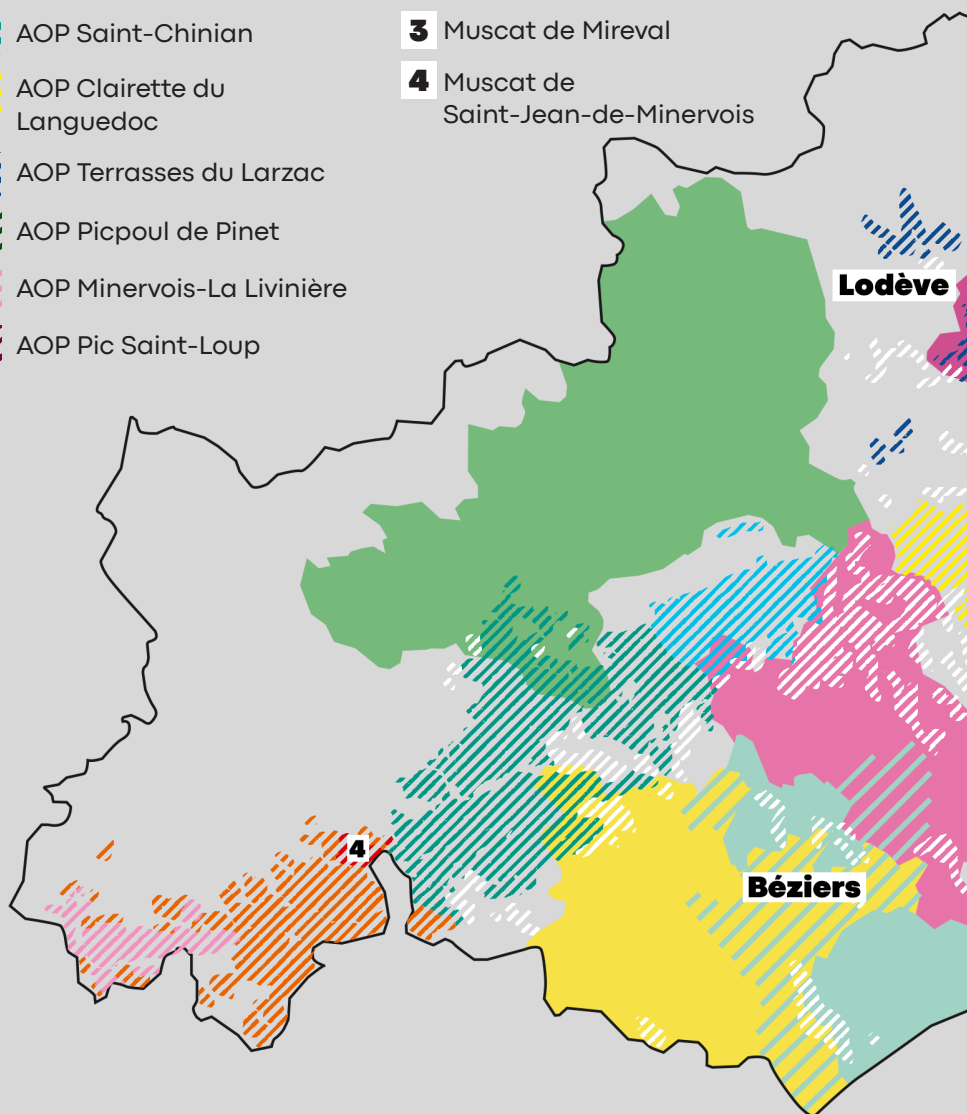 AOP Saint-Chinian
AOP Clairette du
Languedoc
AOP Terrasses du Larzac
AOP Picpoul de Pinet
AOP Minervois-La Livinière
AOP Pic Saint-Loup
3 Muscat de Mireval
4 Muscat de
Saint-Jean-de-Minervois
Lodève
4
Béziers